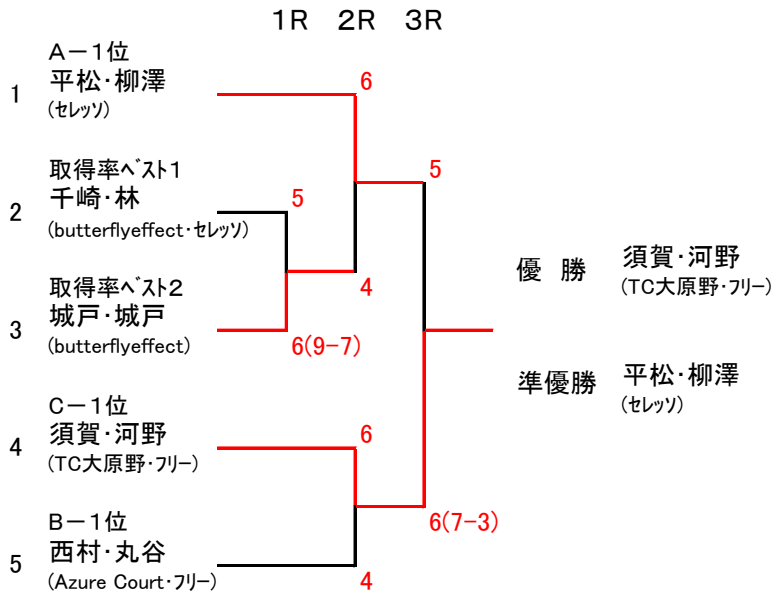 1R 2R 3R
A－1位
1 平松・柳澤 6
(ｾﾚｯｿ)
取得率ﾍﾞｽﾄ1 5
2 千崎・林 5
(butterflyeffect・ｾﾚｯｿ)
優 勝 須賀・河野
(TC大原野・ﾌﾘｰ)
取得率ﾍﾞｽﾄ2 4
3 城戸・城戸
(butterflyeffect) 6(9-7)
準優勝 平松・柳澤
(ｾﾚｯｿ)
C－1位
4 須賀・河野 6
(TC大原野・ﾌﾘｰ)
B－1位 6(7-3)
5 西村・丸谷
(Azure Court・ﾌﾘｰ) 4